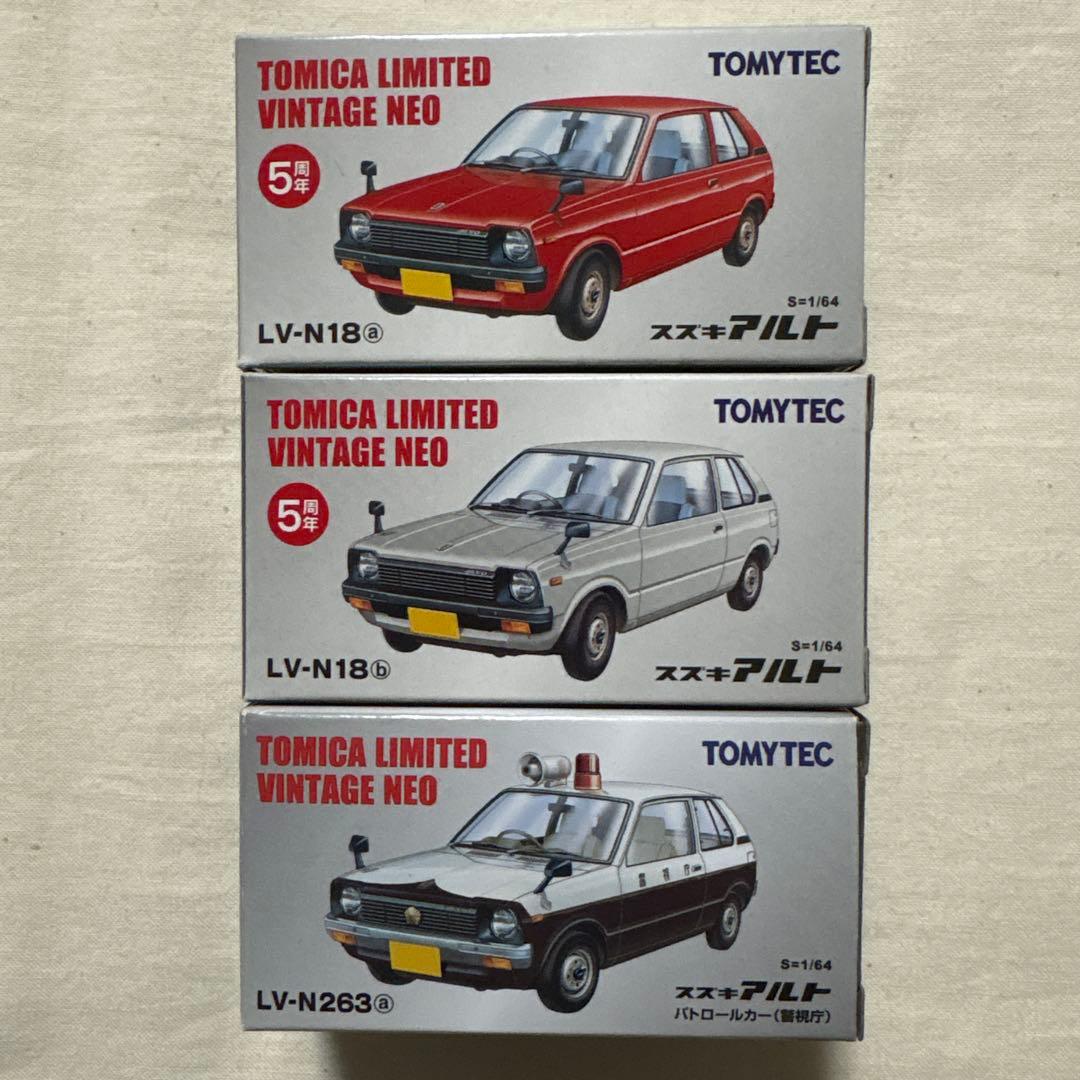 TOMICA LIMITED
VINTAGE NEO
TOMYTEC
5周年
S=1/64
LV-N18ⓐ
スズキアルト
TOMICA LIMITED
VINTAGE NEO
TOMYTEC
5周年
S=1/64
LV-N18ⓑ
スズキアルト
TOMICA LIMITED
VINTAGE NEO
TOMYTEC
警視庁
S=1/64
LV-N263ⓐ
スズキアルト
パトロールカー(警視庁)